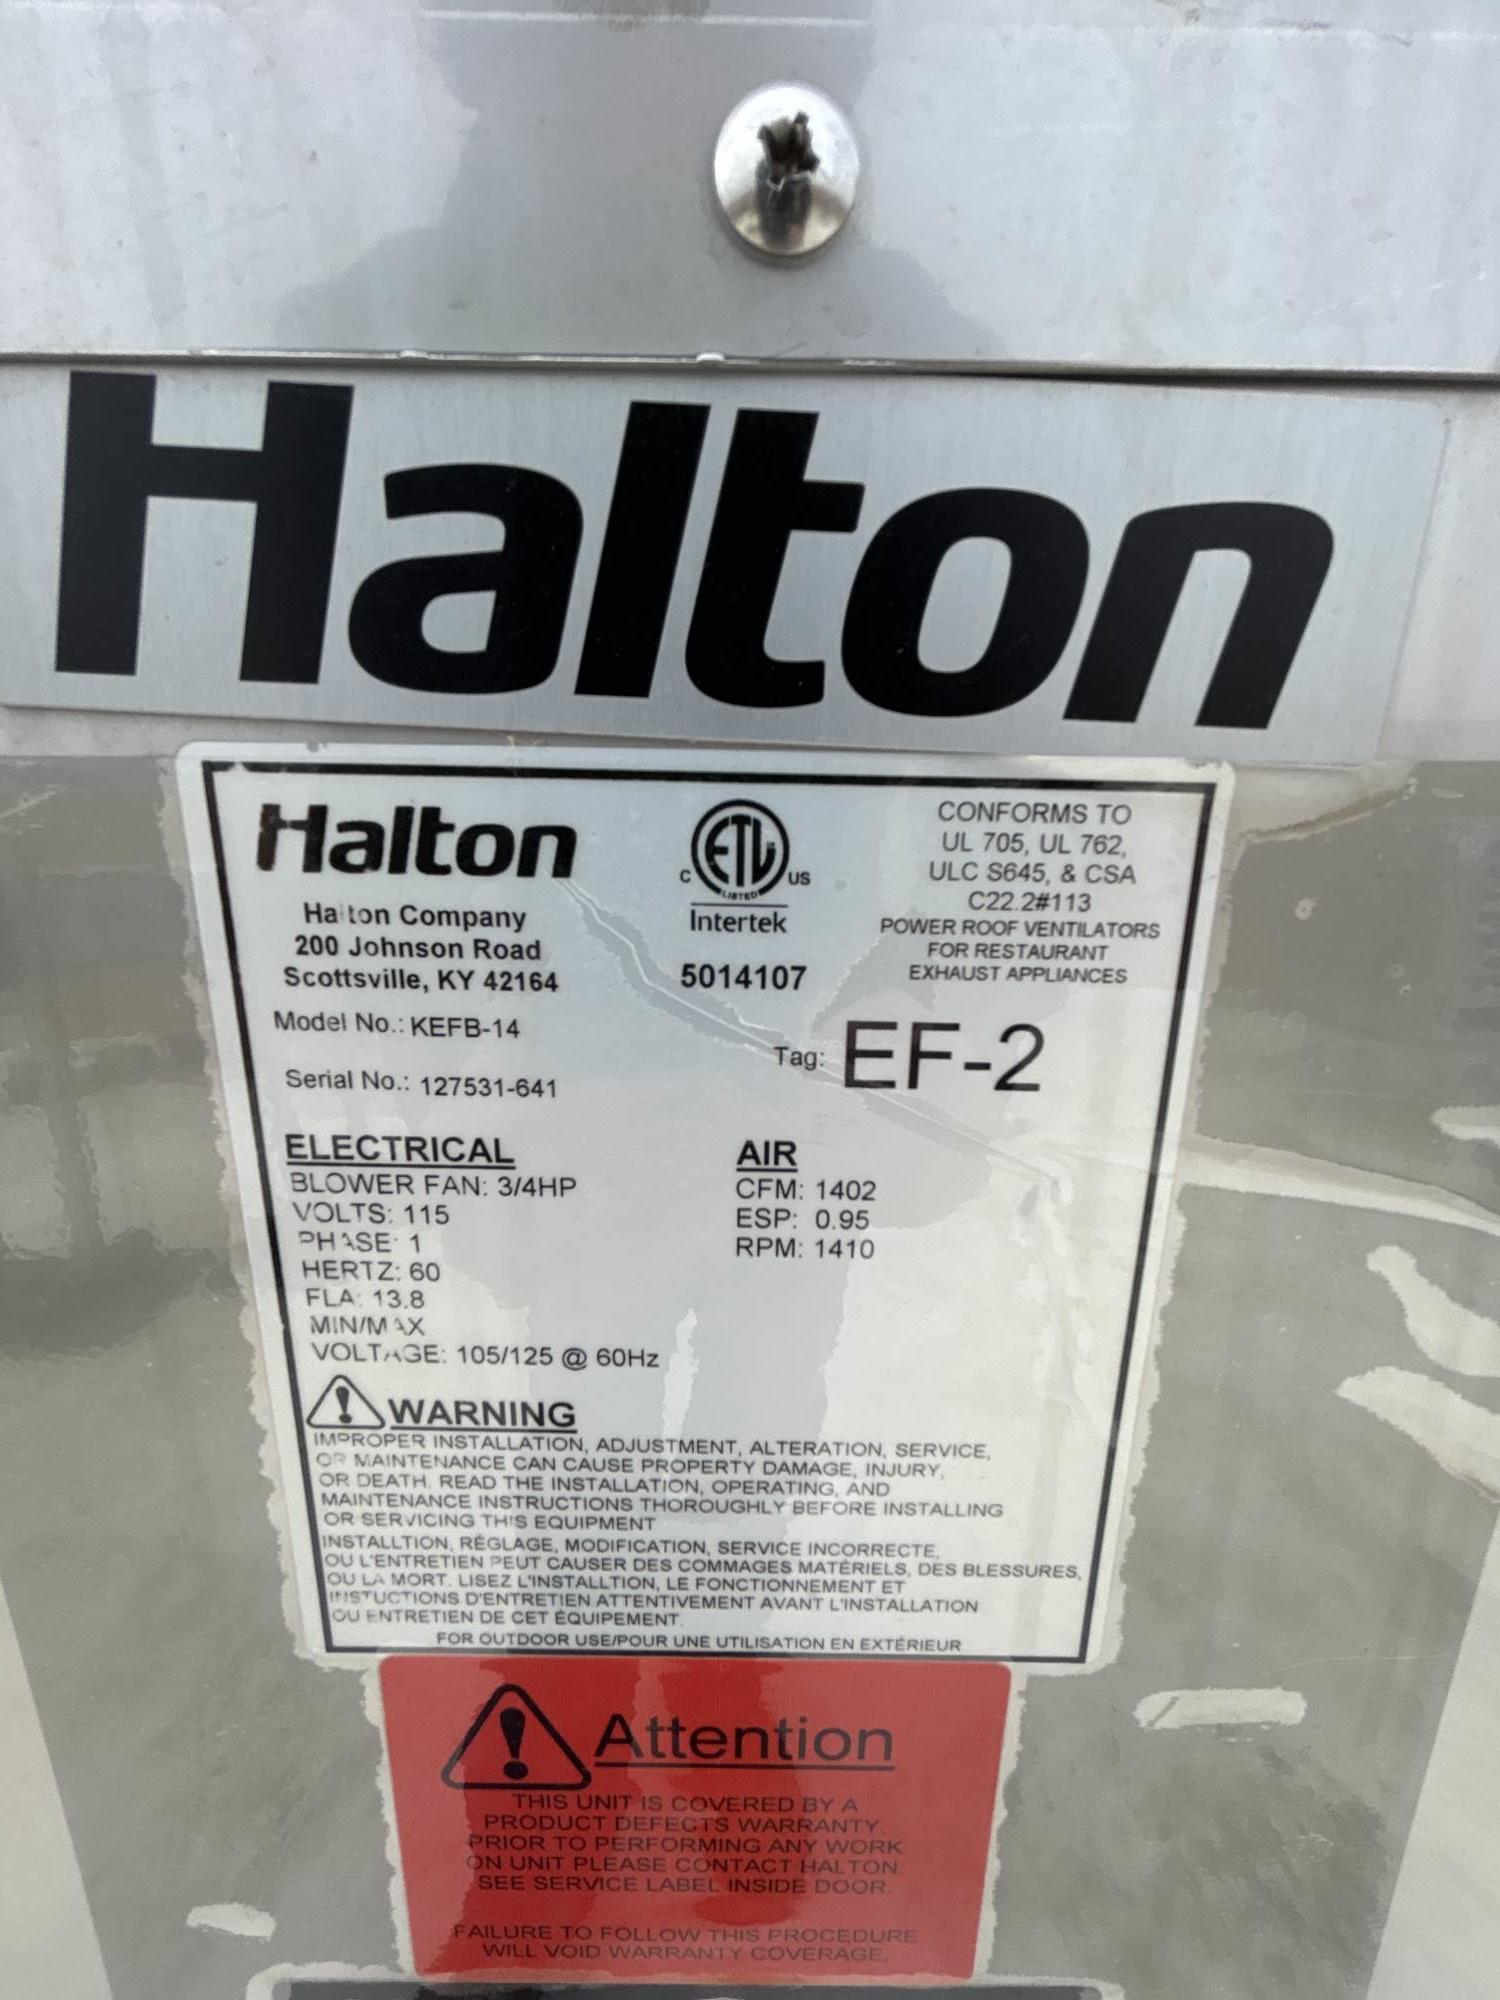 Halton
Halton
Halton Company
200 Johnson Road
Scottsville, KY 42164
C ETL US
LISTED
Intertek
5014107
CONFORMS TO
UL 705, UL 762,
ULC S645, & CSA
C22.2#113
POWER ROOF VENTILATORS
FOR RESTAURANT
EXHAUST APPLIANCES
Model No.: KEFB-14
Serial No.: 127531-641
Tag: EF-2
ELECTRICAL
BLOWER FAN: 3/4HP
VOLTS: 115
PHASE: 1
HERTZ: 60
FLA: 13.8
MIN/MAX
VOLTAGE: 105/125 @ 60Hz
AIR
CFM: 1402
ESP: 0.95
RPM: 1410
WARNING
IMPROPER INSTALLATION, ADJUSTMENT, ALTERATION, SERVICE,
OR MAINTENANCE CAN CAUSE PROPERTY DAMAGE, INJURY,
OR DEATH. READ THE INSTALLATION, OPERATING, AND
MAINTENANCE INSTRUCTIONS THOROUGHLY BEFORE INSTALLING
OR SERVICING THIS EQUIPMENT
INSTALLTION, RÉGLAGE, MODIFICATION, SERVICE INCORRECTE,
OU L'ENTRETIEN PEUT CAUSER DES COMMAGES MATÉRIELS, DES BLESSURES,
OU LA MORT. LISEZ L'INSTALLTION, LE FONCTIONNEMENT ET
INSTUCTIONS D'ENTRETIEN ATTENTIVEMENT AVANT L'INSTALLATION
OU ENTRETIEN DE CET ÉQUIPEMENT.
FOR OUTDOOR USE/POUR UNE UTILISATION EN EXTÉRIEUR
Attention
THIS UNIT IS COVERED BY A
PRODUCT DEFECTS WARRANTY.
PRIOR TO PERFORMING ANY WORK
ON UNIT PLEASE CONTACT HALTON.
SEE SERVICE LABEL INSIDE DOOR.
FAILURE TO FOLLOW THIS PROCEDURE
WILL VOID WARRANTY COVERAGE.